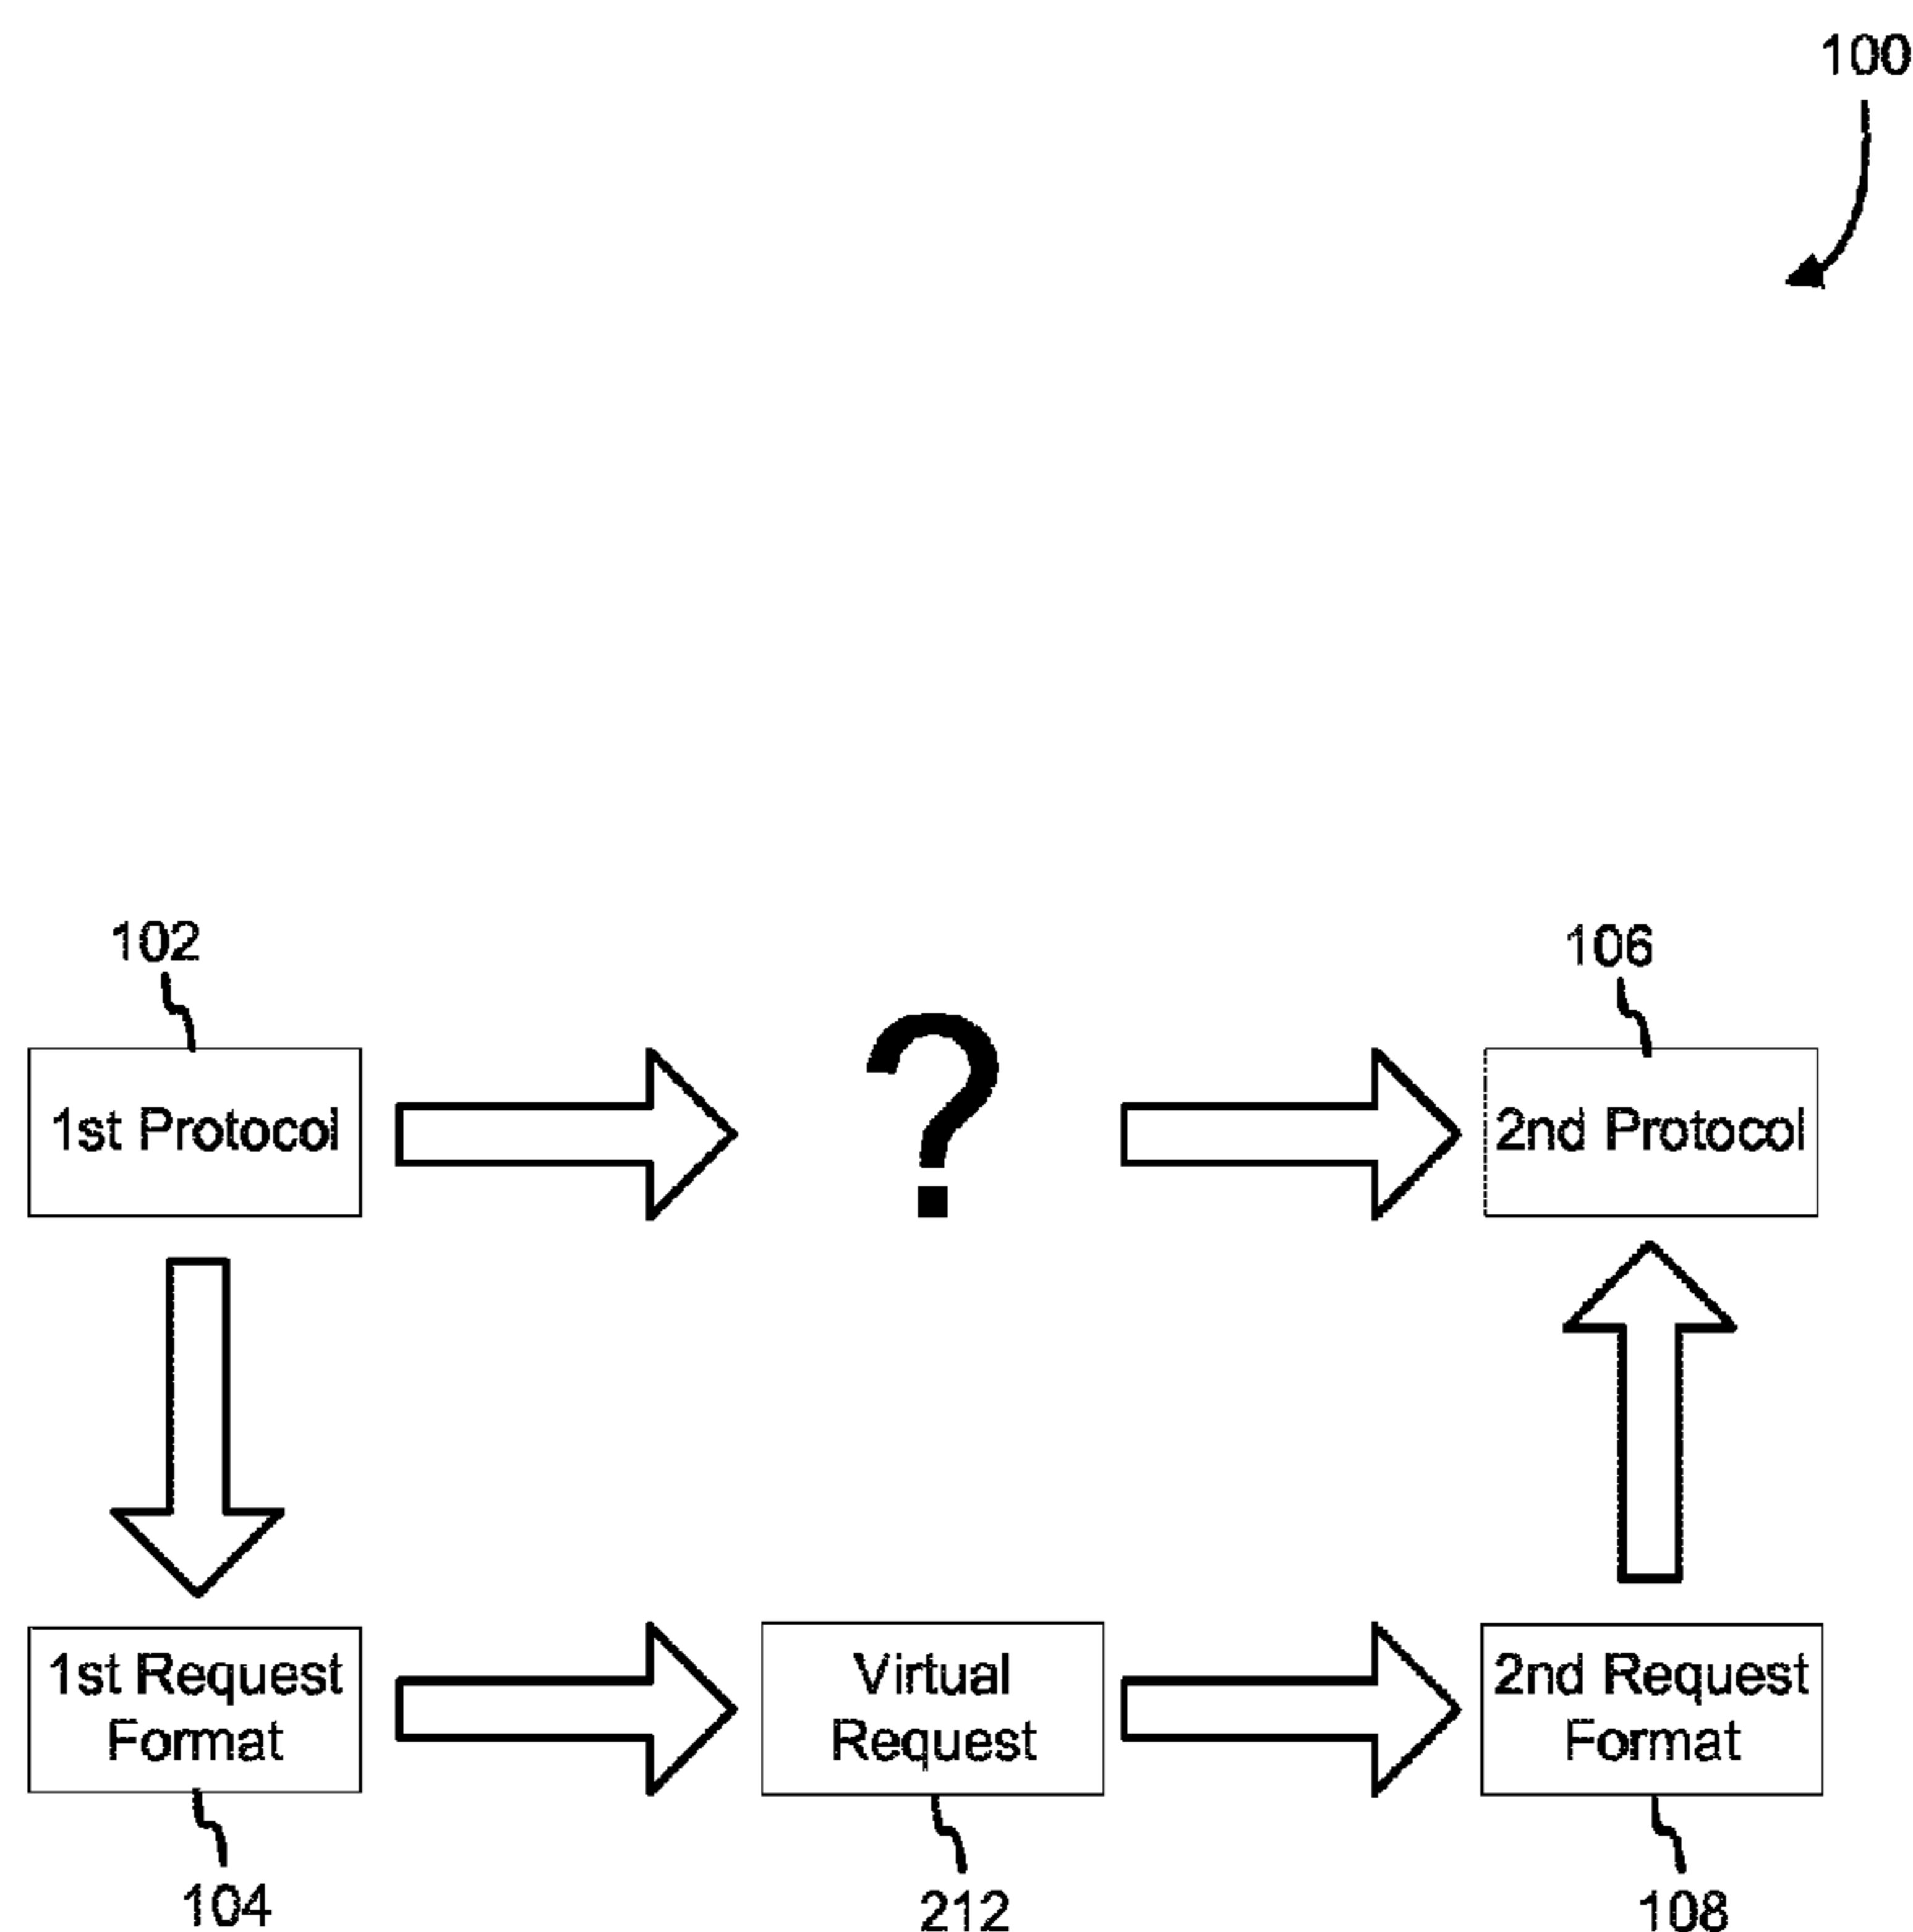 100
102
106
1st Protocol
?
2nd Protocol
1st Request
Format
Virtual
Request
2nd Request
Format
104
212
108